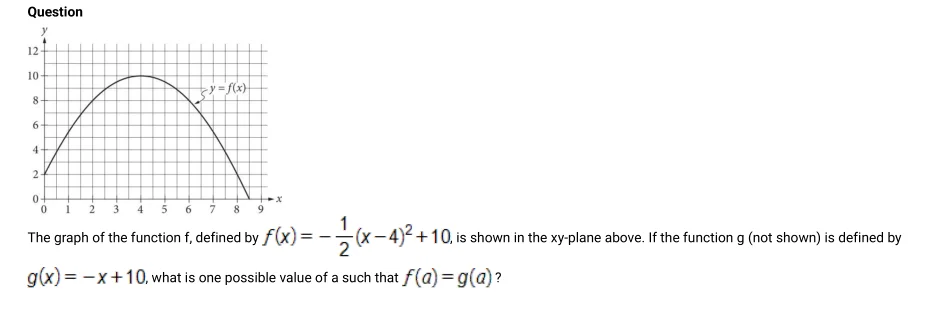 Question
y
12
10
y = f(x)
8
6
4
2
0
x
0 1 2 3 4 5 6 7 8 9
The graph of the function f, defined by f(x) = −1/2(x−4)²+10, is shown in the xy-plane above. If the function g (not shown) is defined by
g(x) = −x+10, what is one possible value of a such that f(a)=g(a)?